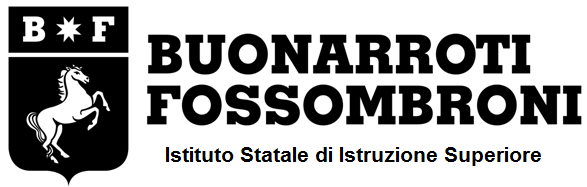 B ✷ F
BUONARROTI
FOSSOMBRONI
Istituto Statale di Istruzione Superiore